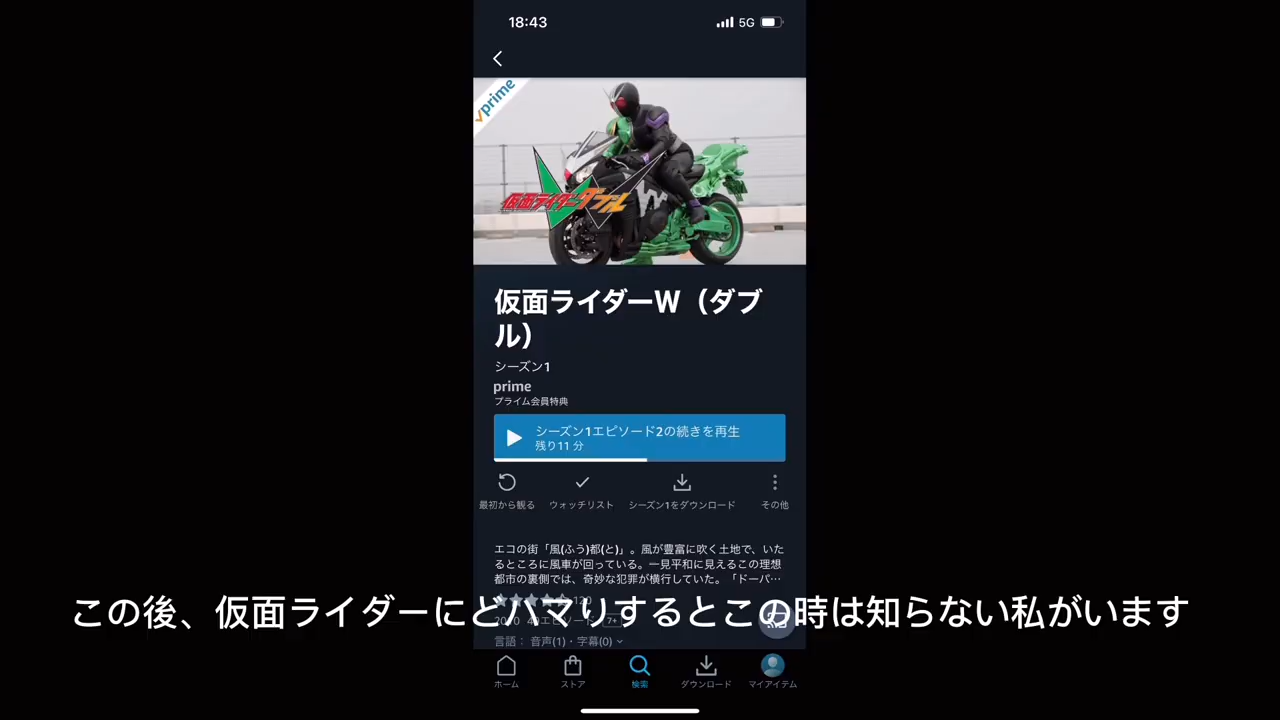 18:43
5G
prime
仮面ライダーダブル
仮面ライダーW（ダブ
ル）
シーズン1
prime
プライム会員特典
シーズン1エピソード2の続きを再生
残り11 分
最初から観る
ウォッチリスト
シーズン1をダウンロード
その他
エコの街「風(ふう)都(と)」。風が豊富に吹く土地で、いた
るところに風車が回っている。一見平和に見えるこの理想
都市の裏側では、奇妙な犯罪が横行していた。「ドーパ…
この後、仮面ライダーにどハマりするとこの時は知らない私がいます
7+
言語： 音声(1)・字幕(0)
ホーム
ストア
検索
ダウンロード
マイアイテム